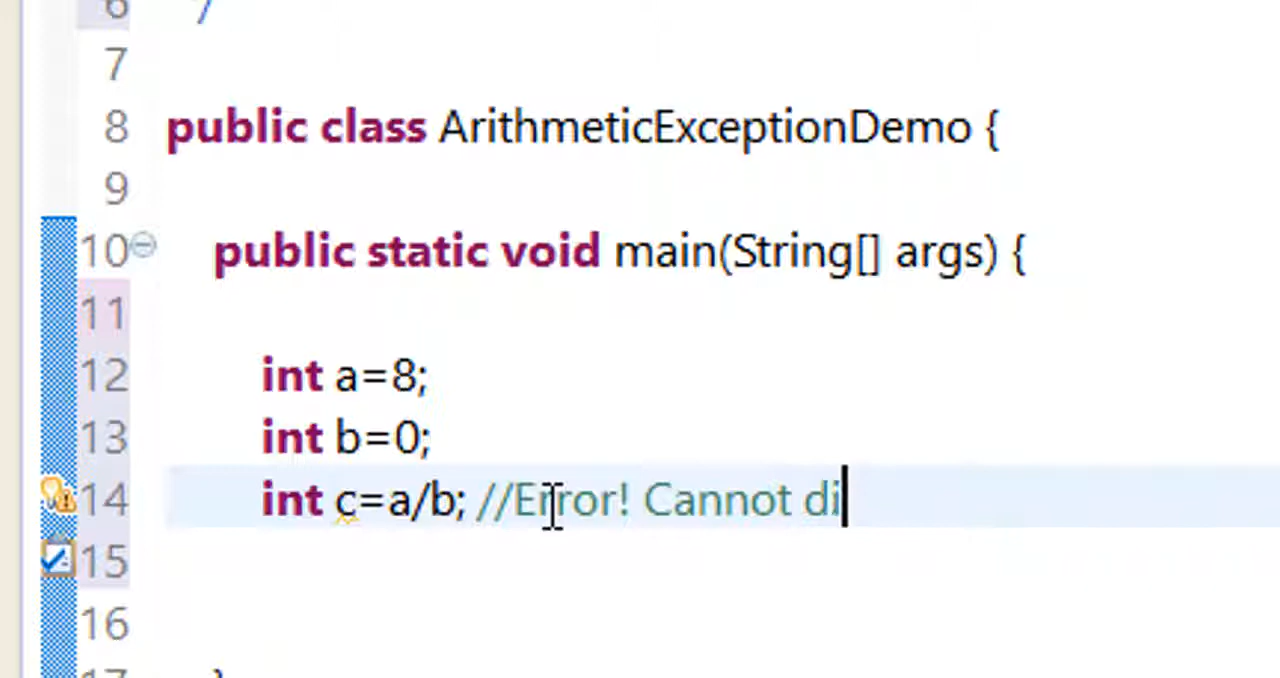 6 */
7
8 public class ArithmeticExceptionDemo {
9
10 public static void main(String[] args) {
11
12 int a=8;
13 int b=0;
14 int c=a/b; //Error! Cannot di
15
16
17 }